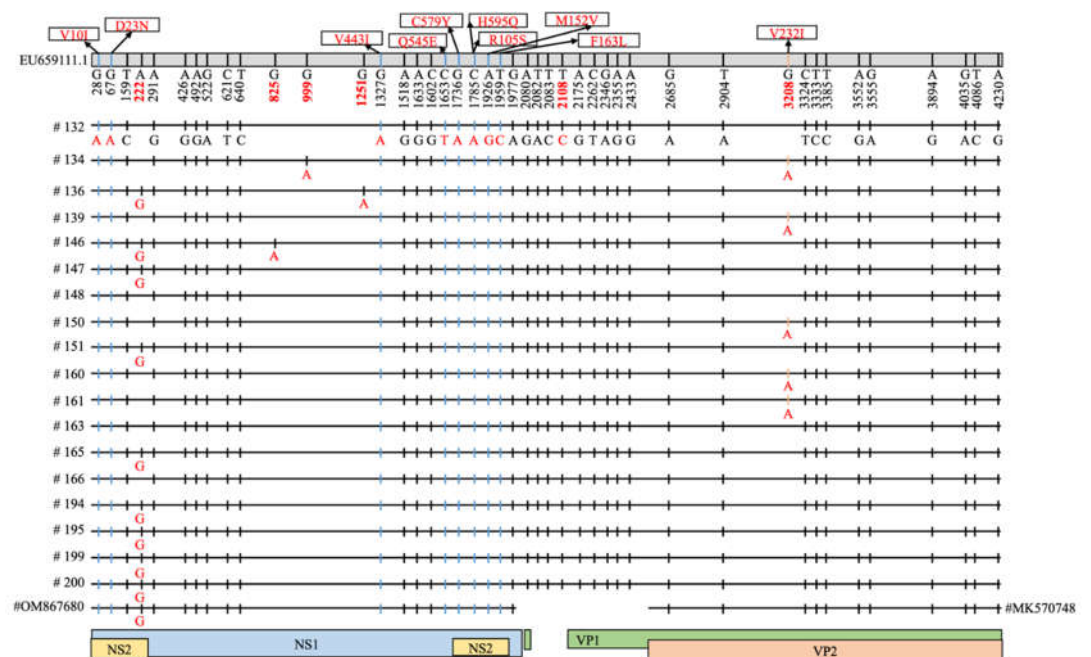 V10I D23N V443I C579Y H595Q M152V
Q545E R105S F163L V232I
EU659111.1
G G T A A A A G C T G G G G A A C C G C A T G A T T T A C G A A G T G C T T A G A G T A
28 67 159 222 291 426 492 522 621 640 825 999 1251 1327 1518 1633 1602 1653 1736 1785 1926 1959 1977 2080 2082 2083 2108 2175 2262 2346 2355 2433 2685 2904 3208 3324 3333 3385 3552 3555 3894 4035 4086 4230
# 132
A A C G G G A T C A G G G T A A G C A G A C C G T A G G A A T C C G A G A C G
# 134
A A
# 136
G A
# 139
A
# 146
G A
# 147
G
# 148
# 150
A
# 151
G
# 160
A
# 161
A
# 163
# 165
G
# 166
# 194
G
# 195
G
# 199
G
# 200
G
#OM867680 #MK570748
G
NS2 NS1 NS2 VP1 VP2